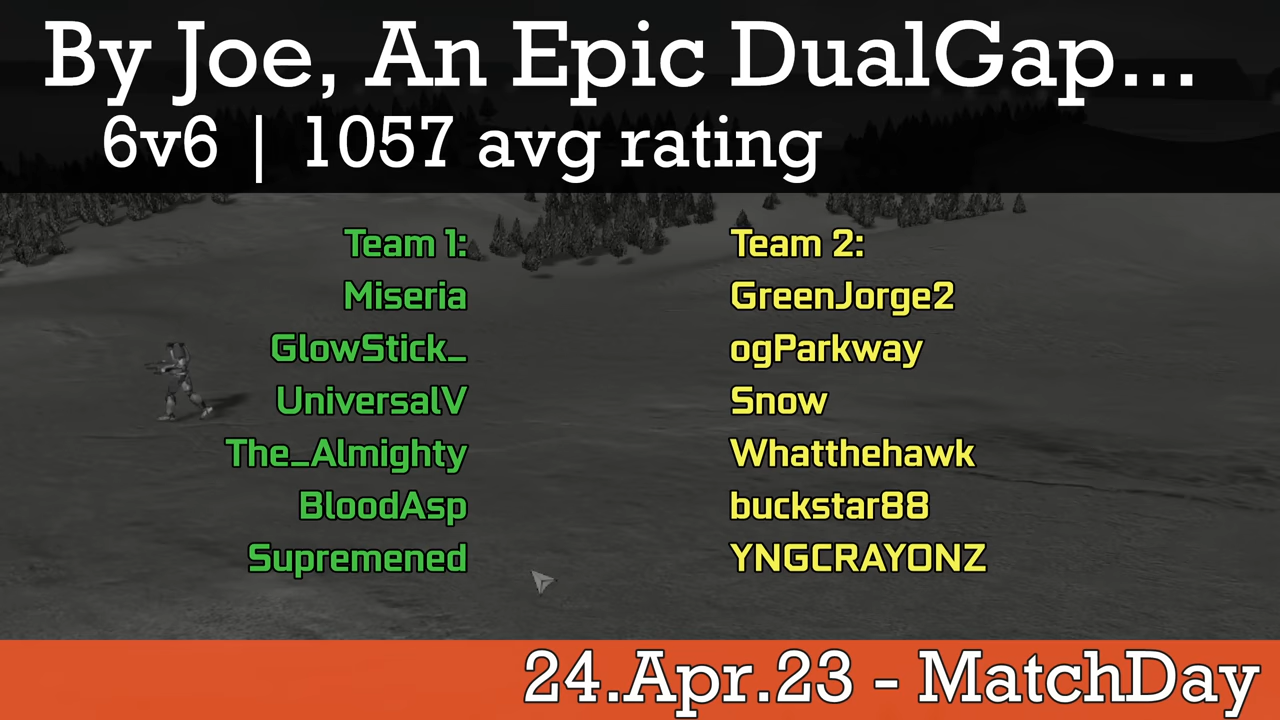 By Joe, An Epic DualGap...
6v6 | 1057 avg rating
Team 1:
Miseria
GlowStick_
UniversalV
The_Almighty
BloodAsp
Supremened
Team 2:
GreenJorge2
ogParkway
Snow
Whatthehawk
buckstar88
YNGCRAYONZ
24.Apr.23 - MatchDay